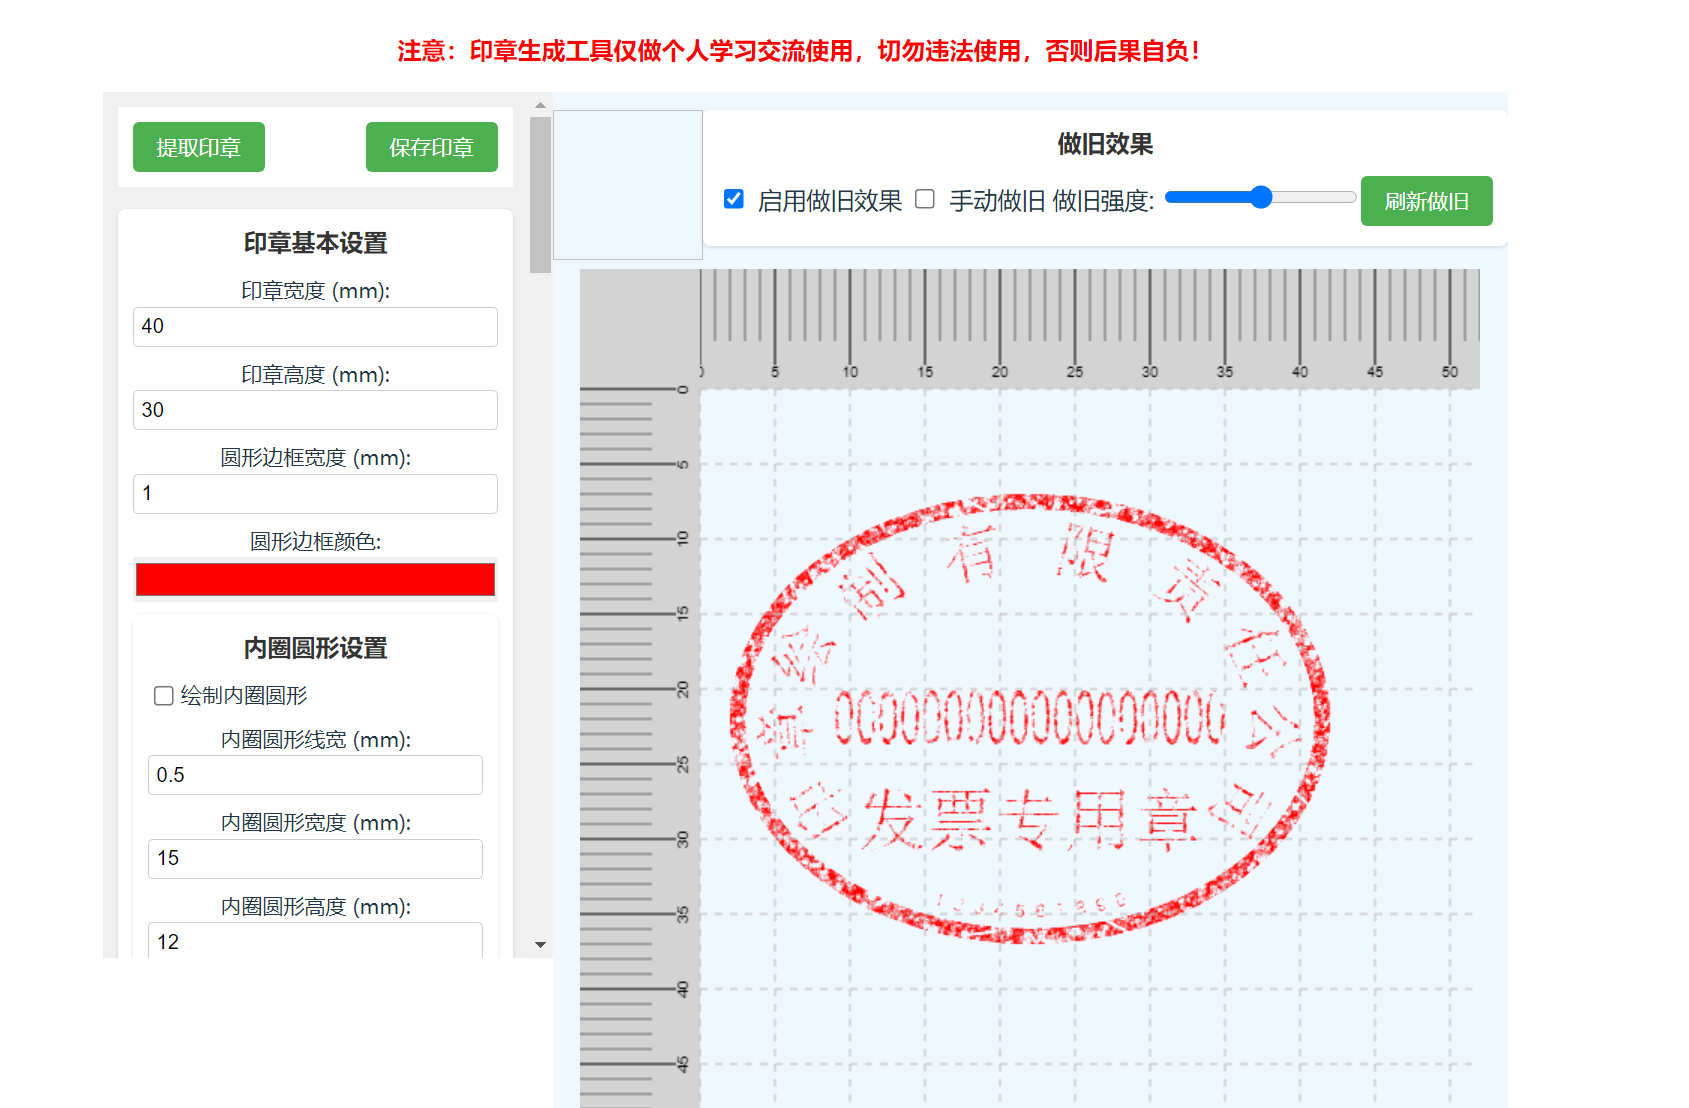 注意：印章生成工具仅做个人学习交流使用，切勿违法使用，否则后果自负！
提取印章
保存印章
印章基本设置
印章宽度 (mm):
40
印章高度 (mm):
30
圆形边框宽度 (mm):
1
圆形边框颜色:
内圈圆形设置
绘制内圈圆形
内圈圆形线宽 (mm):
0.5
内圈圆形宽度 (mm):
15
内圈圆形高度 (mm):
12
做旧效果
启用做旧效果 手动做旧 做旧强度:
刷新做旧
0 5 10 15 20 25 30 35 40 45 50
0
5
10
15
20
25
30
35
40
45
印章绘制有限责任公司
000000000000000000
发票专用章